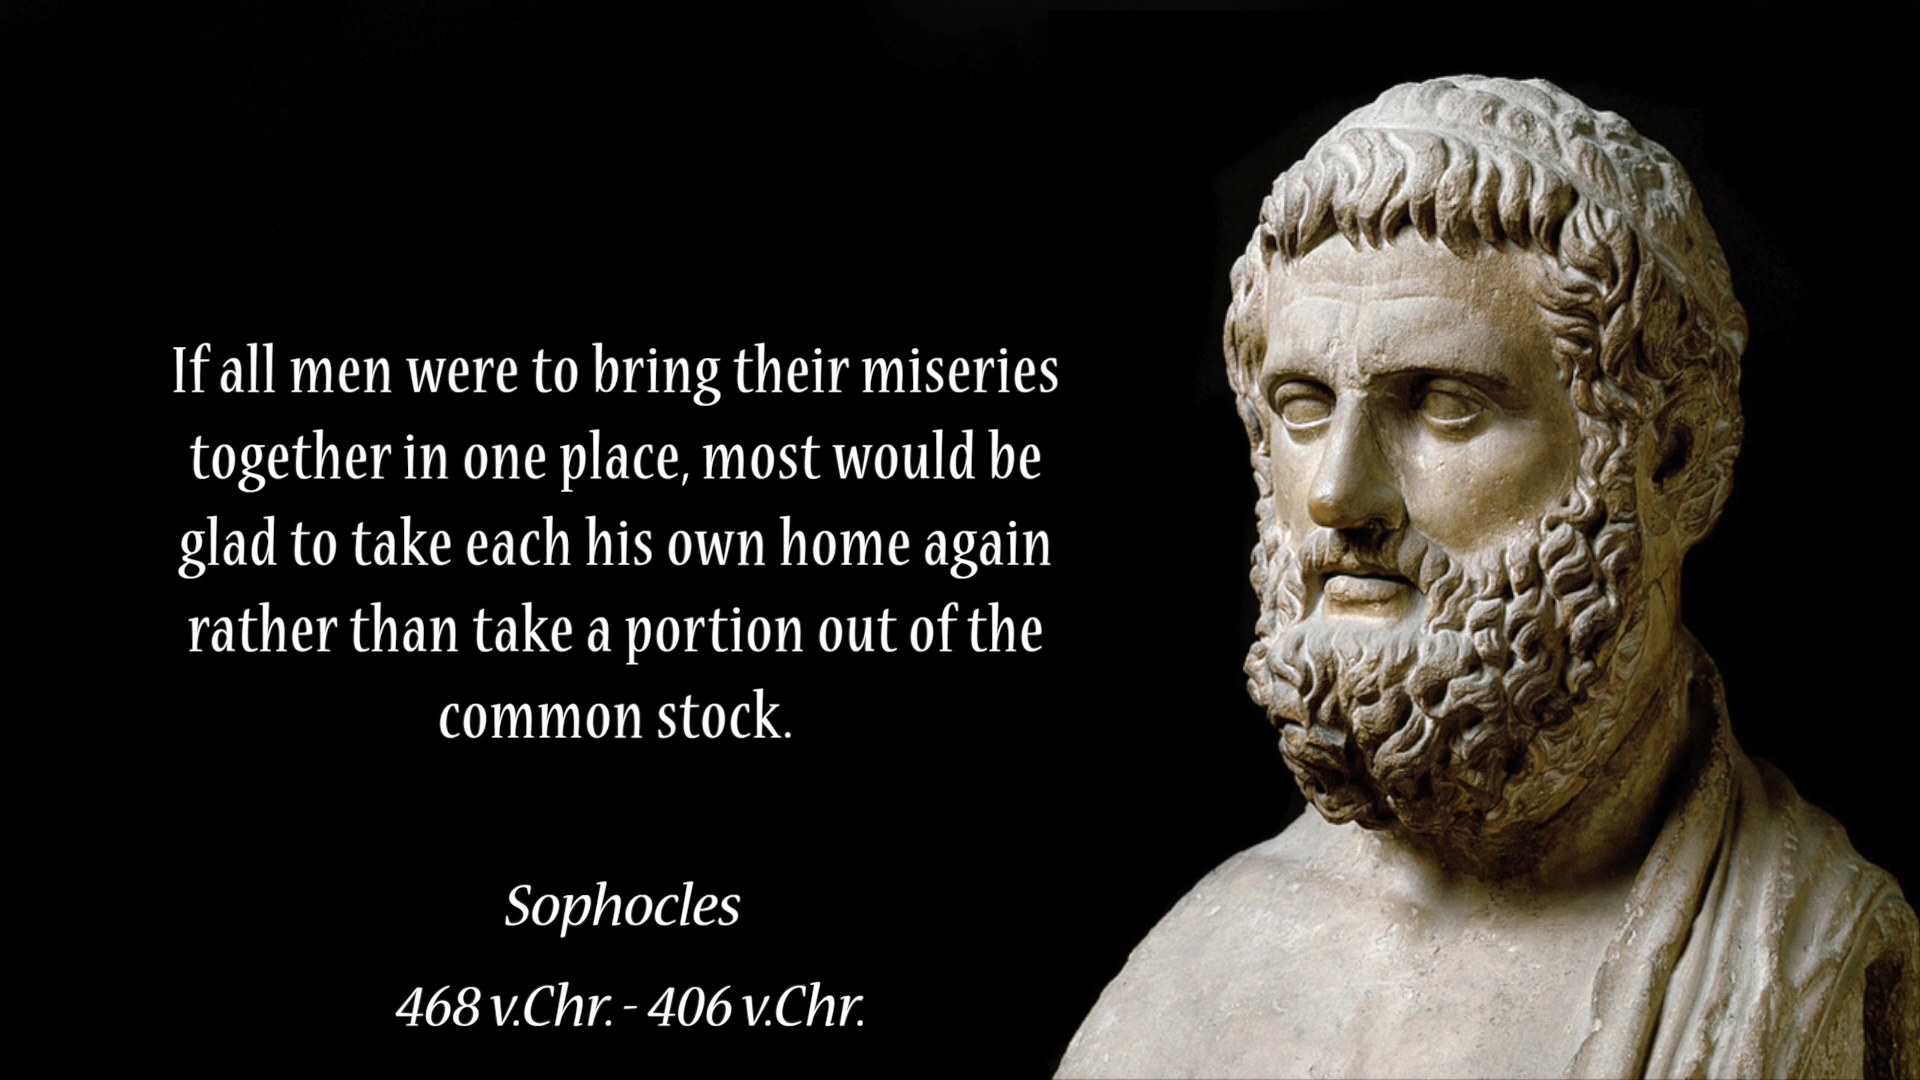 If all men were to bring their miseries
together in one place, most would be
glad to take each his own home again
rather than take a portion out of the
common stock.
Sophocles
468 v.Chr. - 406 v.Chr.